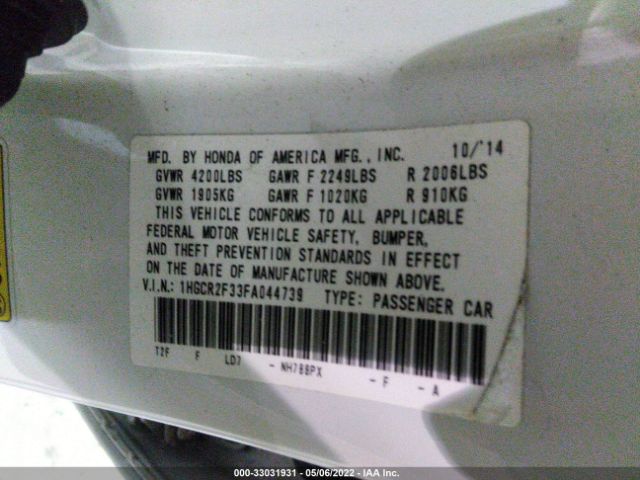 MFD. BY HONDA OF AMERICA MFG., INC. 10/'14
GVWR 4200LBS GAWR F 2249LBS R 2006LBS
GVWR 1905KG GAWR F 1020KG R 910KG
THIS VEHICLE CONFORMS TO ALL APPLICABLE
FEDERAL MOTOR VEHICLE SAFETY, BUMPER,
AND THEFT PREVENTION STANDARDS IN EFFECT
ON THE DATE OF MANUFACTURE SHOWN ABOVE.
V.I.N.: 1HGCR2F33FA044739 TYPE: PASSENGER CAR
T2F F LD7 - NH788PX - F - A
000-33031931 - 05/06/2022 - IAA Inc.